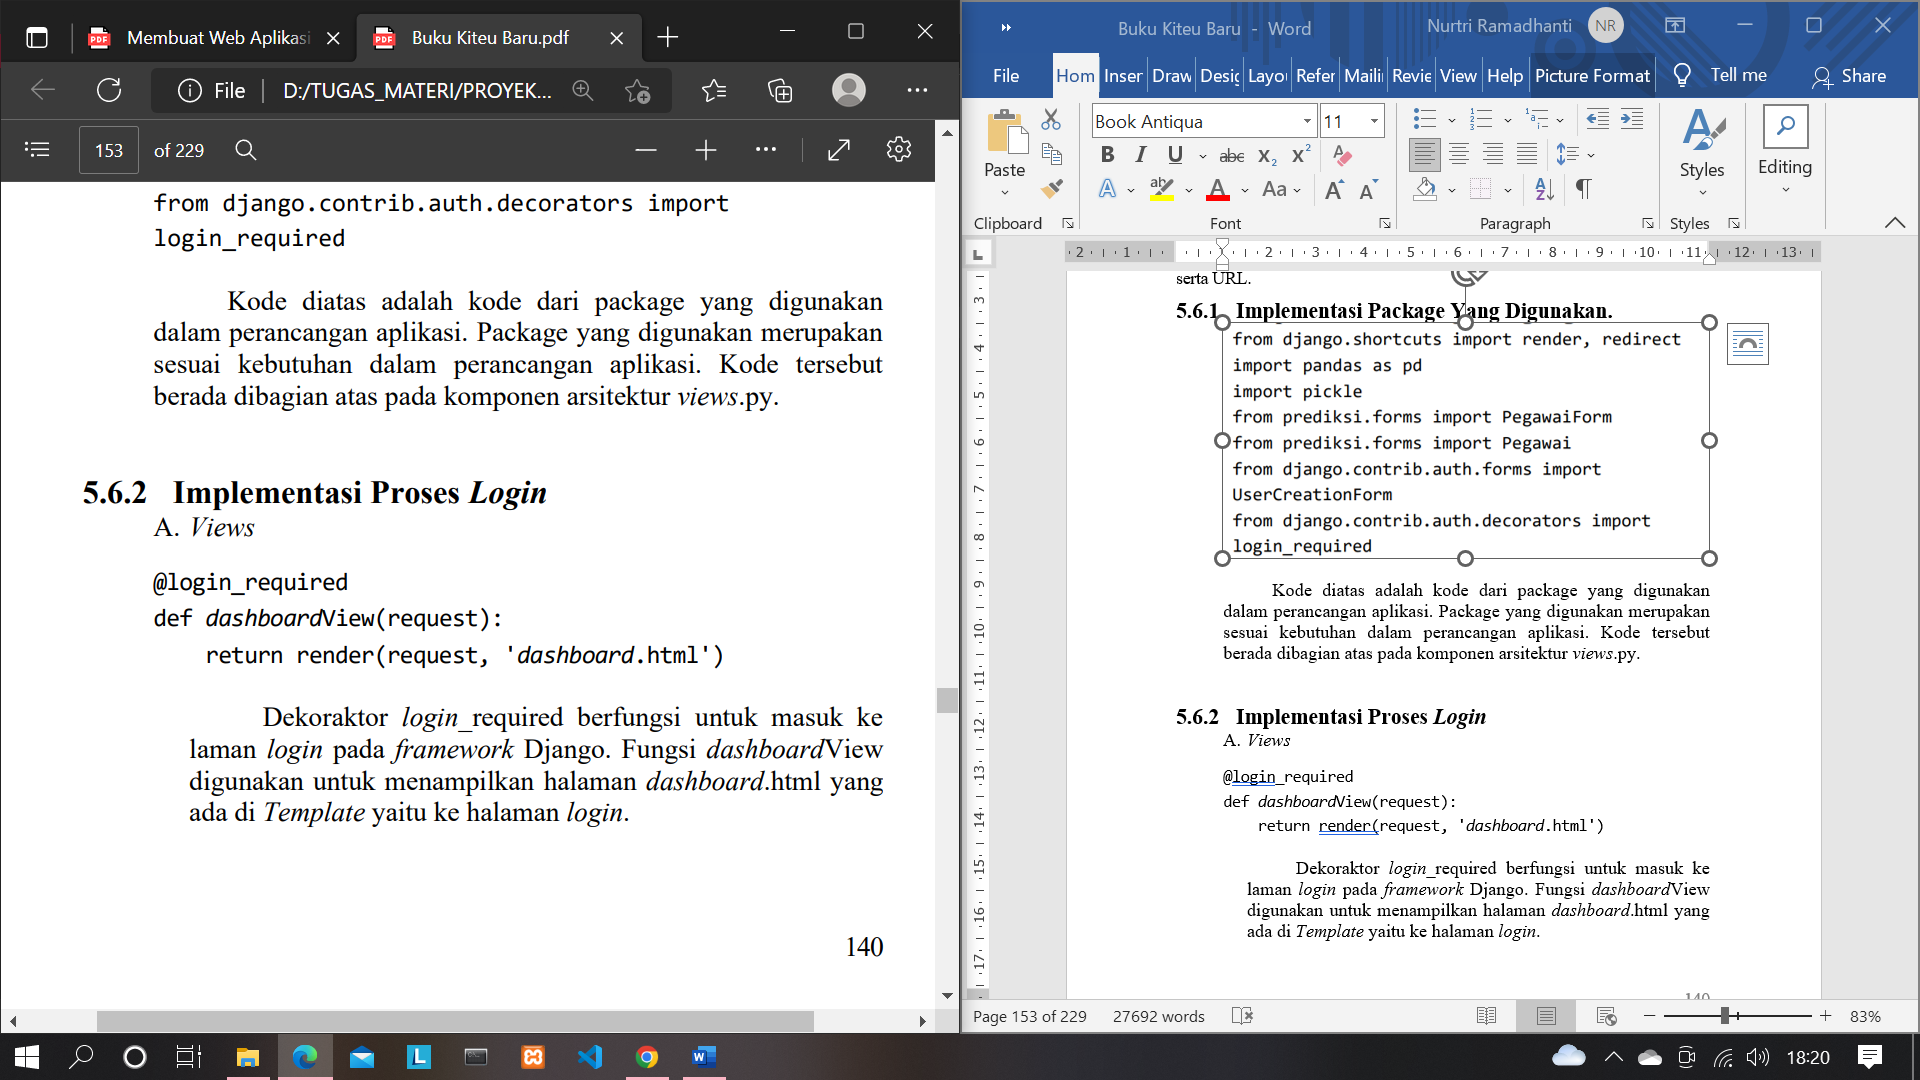 Membuat Web Aplikasi
Buku Kiteu Baru.pdf
File
D:/TUGAS_MATERI/PROYEK...
153 of 229
from django.contrib.auth.decorators import
login_required
Kode diatas adalah kode dari package yang digunakan
dalam perancangan aplikasi. Package yang digunakan merupakan
sesuai kebutuhan dalam perancangan aplikasi. Kode tersebut
berada dibagian atas pada komponen arsitektur views.py.
5.6.2 Implementasi Proses Login
A. Views
@login_required
def dashboardView(request):
return render(request, 'dashboard.html')
Dekoraktor login_required berfungsi untuk masuk ke
laman login pada framework Django. Fungsi dashboardView
digunakan untuk menampilkan halaman dashboard.html yang
ada di Template yaitu ke halaman login.
140
Buku Kiteu Baru - Word
Nurtri Ramadhanti NR
File Hom Inser Draw Desig Layou Refer Mailin Revie View Help Picture Format Tell me Share
Book Antiqua 11
Paste Styles Editing
Clipboard Font Paragraph Styles
serta URL.
5.6.1 Implementasi Package Yang Digunakan.
from django.shortcuts import render, redirect
import pandas as pd
import pickle
from prediksi.forms import PegawaiForm
from prediksi.forms import Pegawai
from django.contrib.auth.forms import
UserCreationForm
from django.contrib.auth.decorators import
login_required
Kode diatas adalah kode dari package yang digunakan
dalam perancangan aplikasi. Package yang digunakan merupakan
sesuai kebutuhan dalam perancangan aplikasi. Kode tersebut
berada dibagian atas pada komponen arsitektur views.py.
5.6.2 Implementasi Proses Login
A. Views
@login_required
def dashboardView(request):
return render(request, 'dashboard.html')
Dekoraktor login_required berfungsi untuk masuk ke
laman login pada framework Django. Fungsi dashboardView
digunakan untuk menampilkan halaman dashboard.html yang
ada di Template yaitu ke halaman login.
140
Page 153 of 229 27692 words 83%
18:20